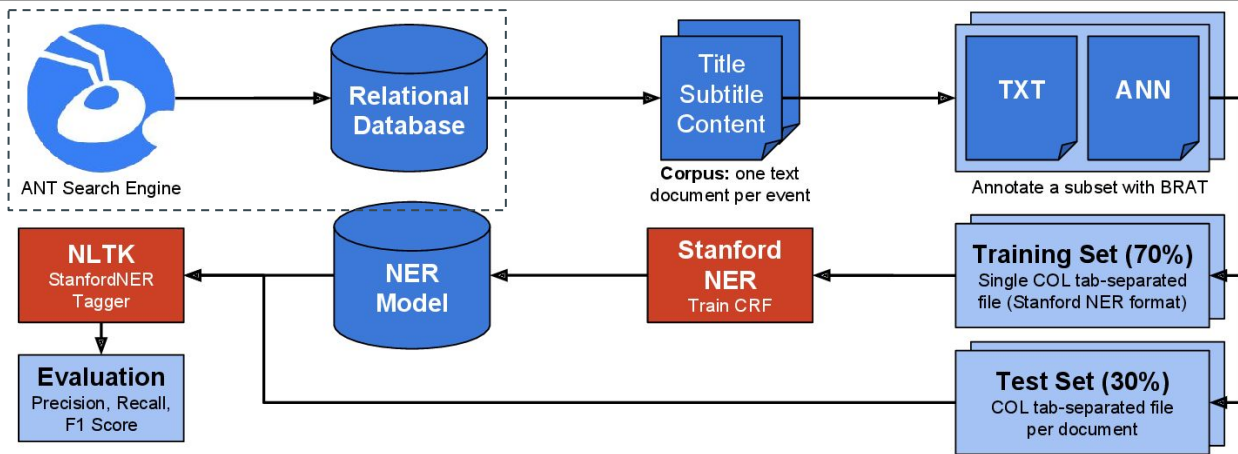 Relational
Database
Title
Subtitle
Content
TXT
ANN
ANT Search Engine
Corpus: one text
document per event
Annotate a subset with BRAT
NLTK
StanfordNER
Tagger
NER
Model
Stanford
NER
Train CRF
Training Set (70%)
Single COL tab-separated
file (Stanford NER format)
Evaluation
Precision, Recall,
F1 Score
Test Set (30%)
COL tab-separated file
per document